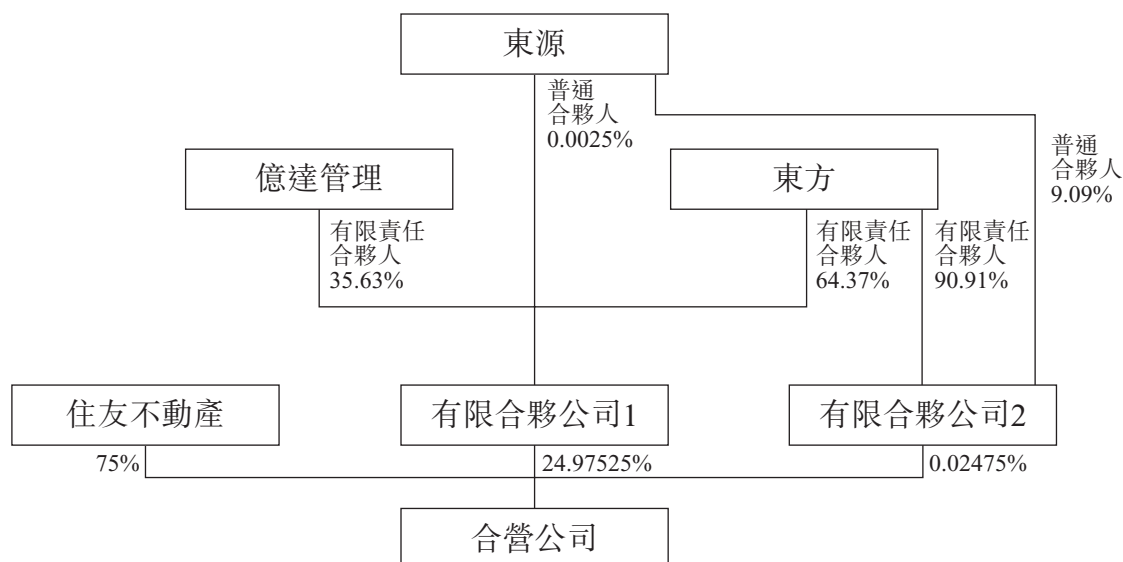 東源
普通
合夥人
0.0025%
普通
合夥人
9.09%
億達管理
東方
有限責任
合夥人
35.63%
有限責任
合夥人
64.37%
有限責任
合夥人
90.91%
住友不動產
有限合夥公司1
有限合夥公司2
75%
24.97525%
0.02475%
合營公司